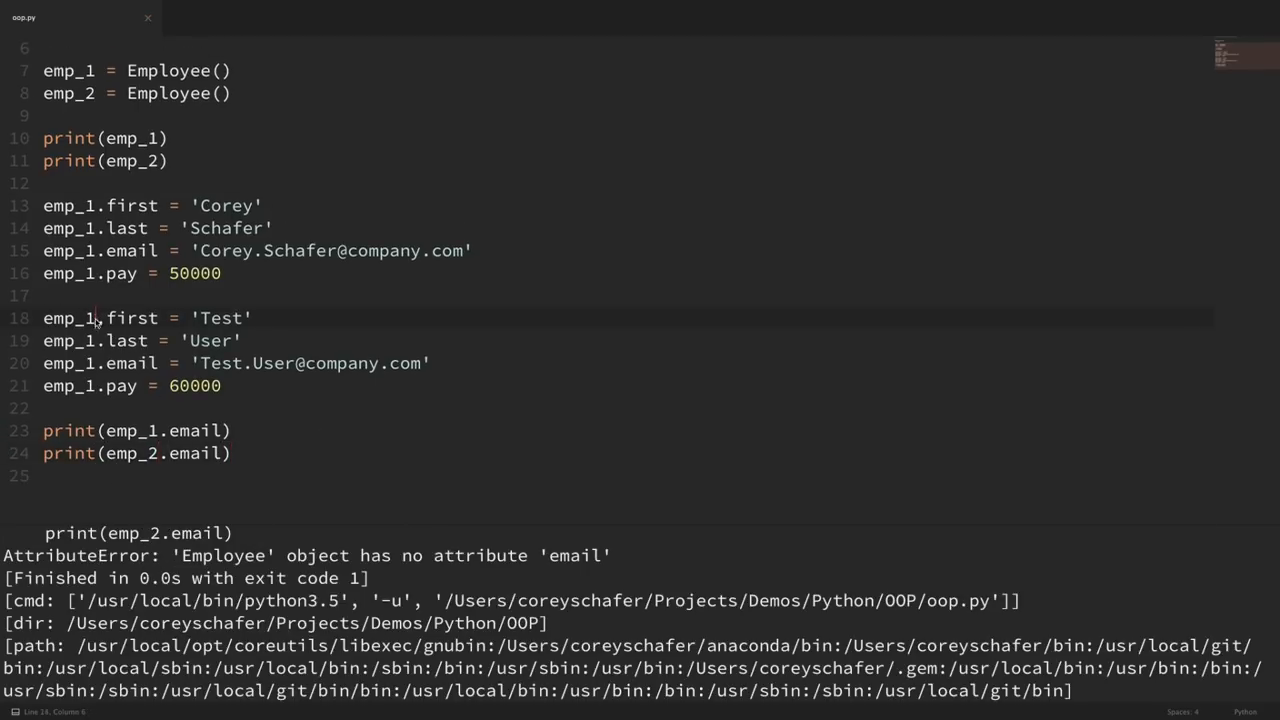 oop.py ×
6
7 emp_1 = Employee()
8 emp_2 = Employee()
9
10 print(emp_1)
11 print(emp_2)
12
13 emp_1.first = 'Corey'
14 emp_1.last = 'Schafer'
15 emp_1.email = 'Corey.Schafer@company.com'
16 emp_1.pay = 50000
17
18 emp_1.first = 'Test'
19 emp_1.last = 'User'
20 emp_1.email = 'Test.User@company.com'
21 emp_1.pay = 60000
22
23 print(emp_1.email)
24 print(emp_2.email)
25
print(emp_2.email)
AttributeError: 'Employee' object has no attribute 'email'
[Finished in 0.0s with exit code 1]
[cmd: ['/usr/local/bin/python3.5', '-u', '/Users/coreyschafer/Projects/Demos/Python/OOP/oop.py']]
[dir: /Users/coreyschafer/Projects/Demos/Python/OOP]
[path: /usr/local/opt/coreutils/libexec/gnubin:/Users/coreyschafer/anaconda/bin:/Users/coreyschafer/bin:/usr/local/git/
bin:/usr/local/sbin:/usr/local/bin:/sbin:/bin:/usr/sbin:/usr/bin:/Users/coreyschafer/.gem:/usr/local/bin:/usr/bin:/bin:/
usr/sbin:/sbin:/usr/local/git/bin/bin:/usr/local/bin:/usr/bin:/bin:/usr/sbin:/sbin:/usr/local/git/bin]
Line 14, Column 6 Spaces: 4 Python